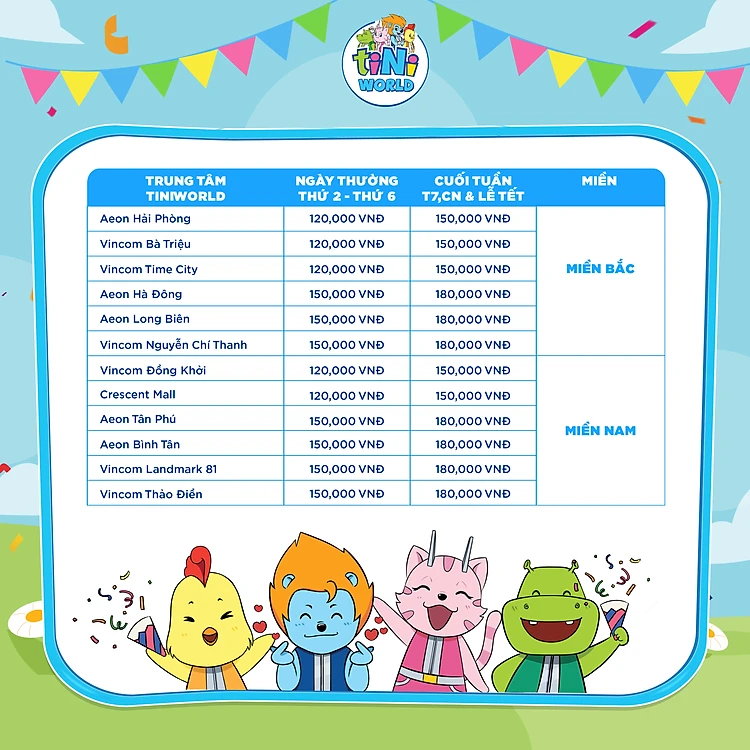 tiNi
WORLD
TRUNG TÂM
TINIWORLD
NGÀY THƯỜNG
THỨ 2 - THỨ 6
CUỐI TUẦN
T7,CN & LỄ TẾT
MIỀN
Aeon Hải Phòng 120,000 VNĐ 150,000 VNĐ
Vincom Bà Triệu 120,000 VNĐ 150,000 VNĐ
Vincom Time City 120,000 VNĐ 150,000 VNĐ
MIỀN BẮC
Aeon Hà Đông 150,000 VNĐ 180,000 VNĐ
Aeon Long Biên 150,000 VNĐ 180,000 VNĐ
Vincom Nguyễn Chí Thanh 150,000 VNĐ 180,000 VNĐ
Vincom Đồng Khởi 120,000 VNĐ 150,000 VNĐ
Crescent Mall 120,000 VNĐ 150,000 VNĐ
Aeon Tân Phú 150,000 VNĐ 180,000 VNĐ
MIỀN NAM
Aeon Bình Tân 150,000 VNĐ 180,000 VNĐ
Vincom Landmark 81 150,000 VNĐ 180,000 VNĐ
Vincom Thảo Điền 150,000 VNĐ 180,000 VNĐ